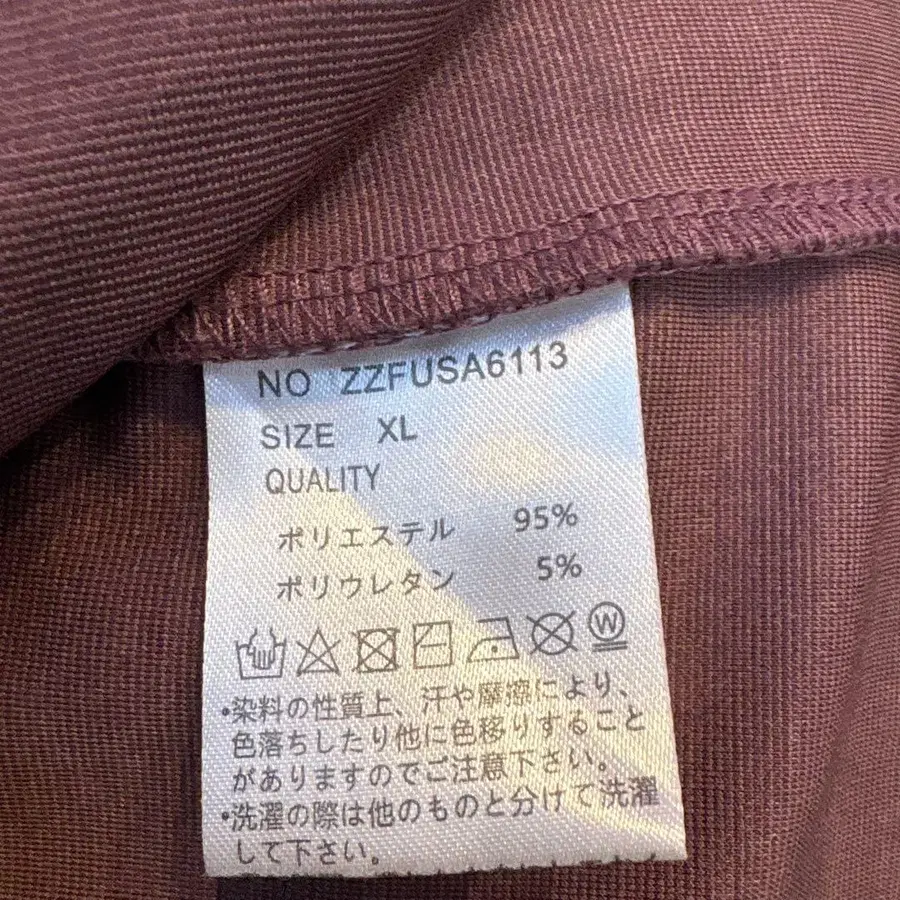 NO ZZFUSA6113
SIZE XL
QUALITY
ポリエステル 95%
ポリウレタン 5%
W
•染料の性質上、汗や摩擦により、
色落ちしたり他に色移りすること
がありますのでご注意下さい。
•洗濯の際は他のものと分けて洗濯
して下さい。